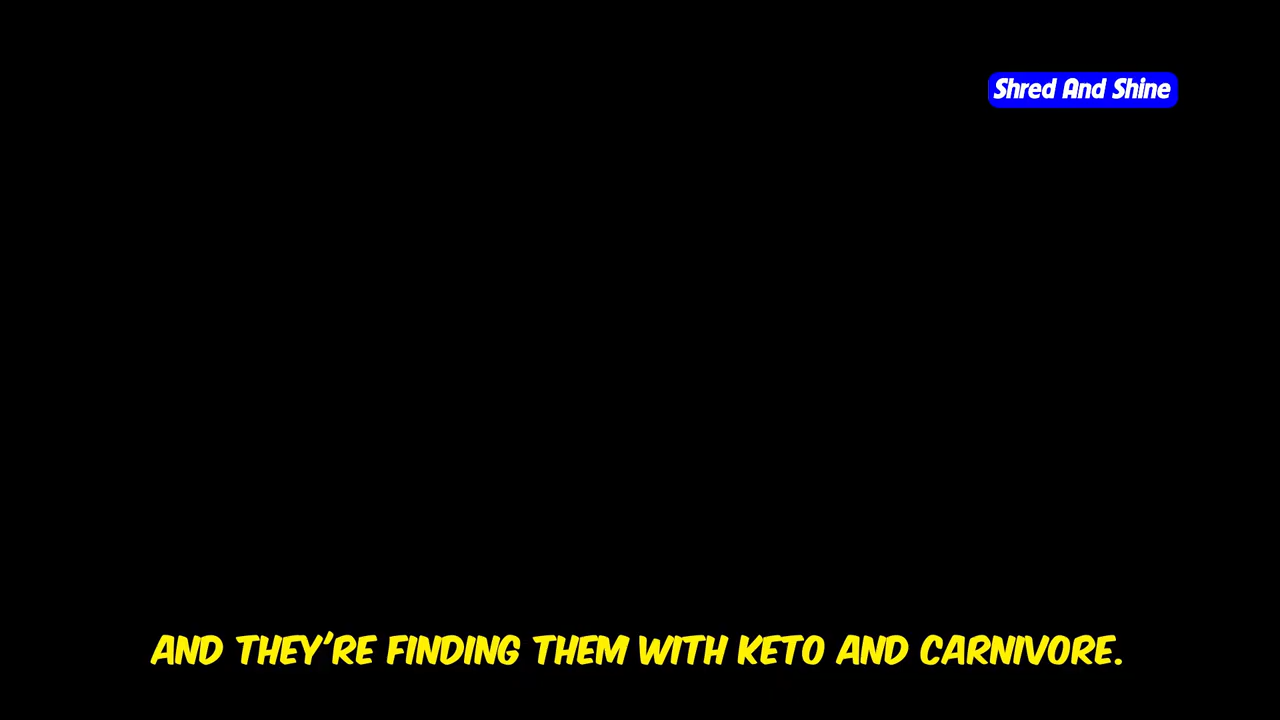 Shred And Shine
AND THEY'RE FINDING THEM WITH KETO AND CARNIVORE.